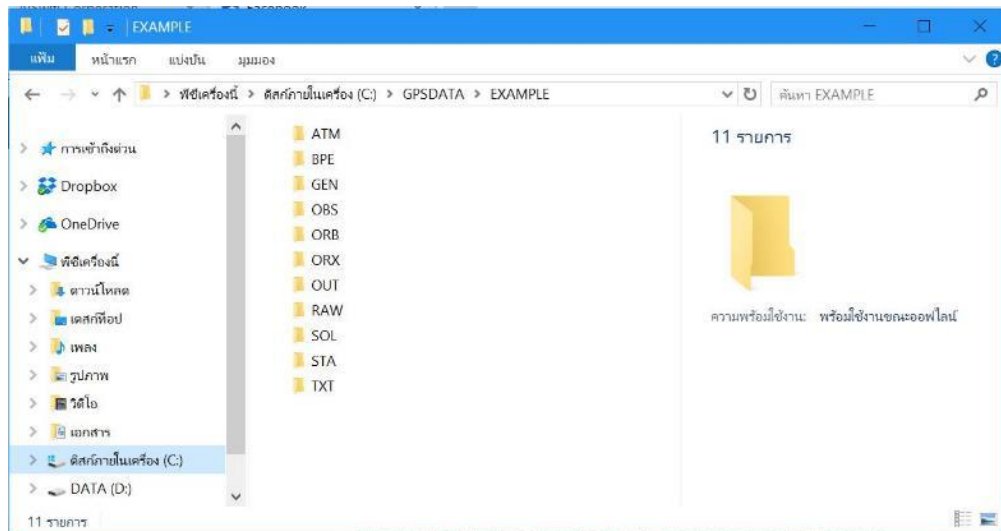 EXAMPLE
แฟ้ม หน้าแรก แบ่งปัน มุมมอง
พีซีเครื่องนี้ > ดิสก์ภายในเครื่อง (C:) > GPSDATA > EXAMPLE
ค้นหา EXAMPLE
การเข้าถึงด่วน
Dropbox
OneDrive
พีซีเครื่องนี้
ดาวน์โหลด
เดสก์ท็อป
เพลง
รูปภาพ
วิดีโอ
เอกสาร
ดิสก์ภายในเครื่อง (C:)
DATA (D:)
ATM
BPE
GEN
OBS
ORB
ORX
OUT
RAW
SOL
STA
TXT
11 รายการ
ความพร้อมใช้งาน: พร้อมใช้งานขณะออฟไลน์
11 รายการ